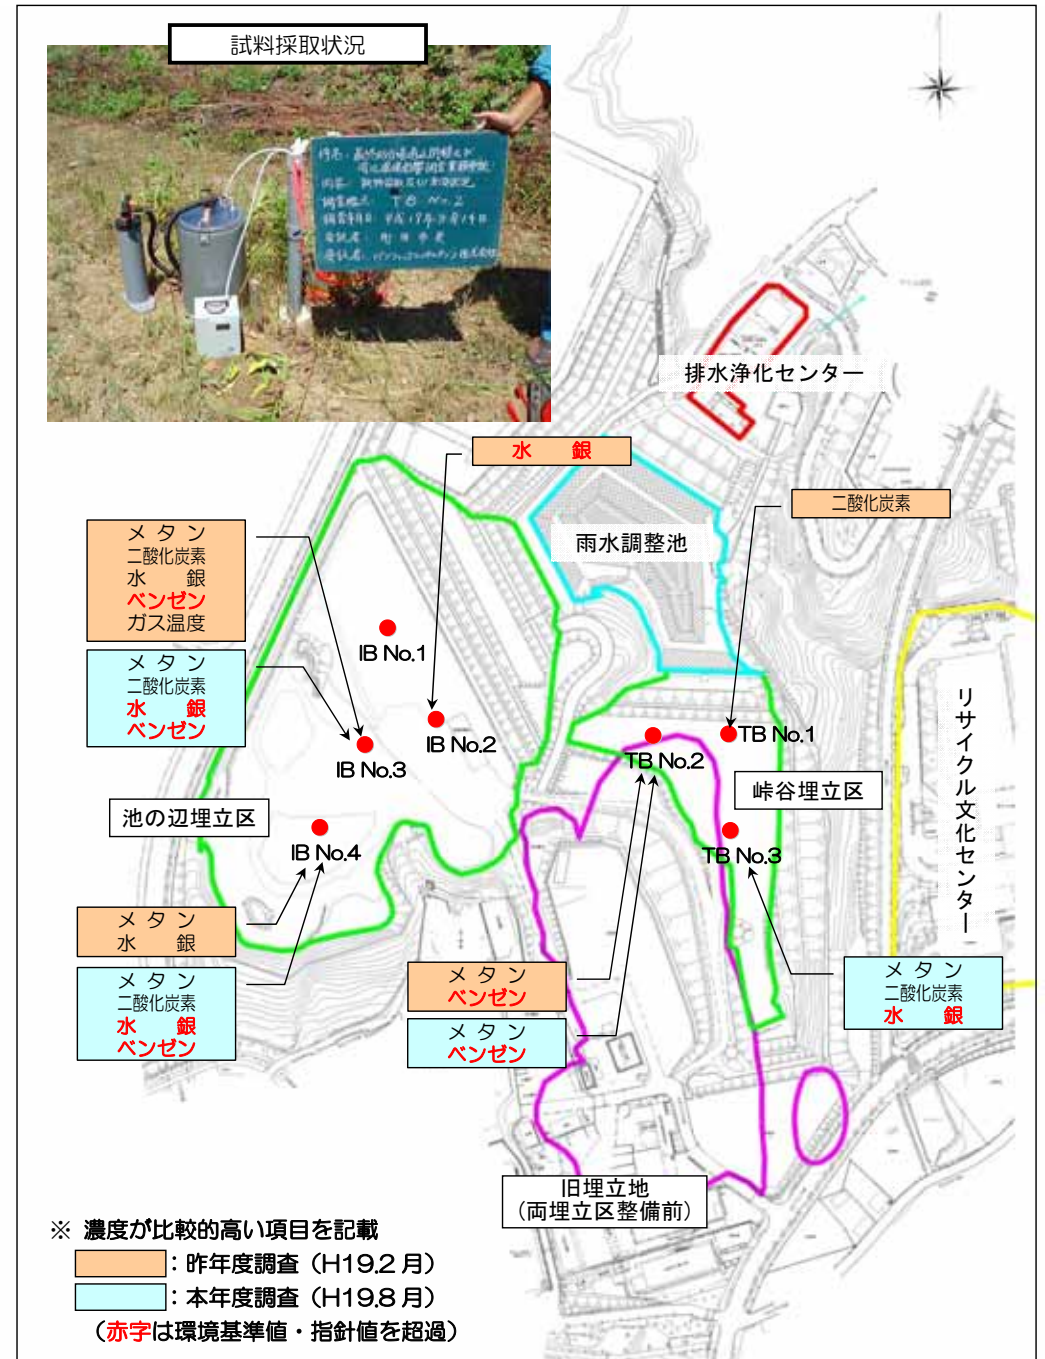 試料採取状況
TB No.2
排水浄化センター
水 銀
二酸化炭素
雨水調整池
メタン
二酸化炭素
水 銀
ベンゼン
ガス温度
メタン
二酸化炭素
水 銀
ベンゼン
IB No.1
IB No.2
IB No.3
IB No.4
TB No.1
TB No.2
TB No.3
池の辺埋立区
峠谷埋立区
リサイクル文化センター
メタン
水 銀
メタン
二酸化炭素
水 銀
ベンゼン
メタン
ベンゼン
メタン
ベンゼン
メタン
二酸化炭素
水 銀
旧埋立地
(両埋立区整備前)
※ 濃度が比較的高い項目を記載
:昨年度調査(H19.2月)
:本年度調査(H19.8月)
(赤字は環境基準値・指針値を超過)